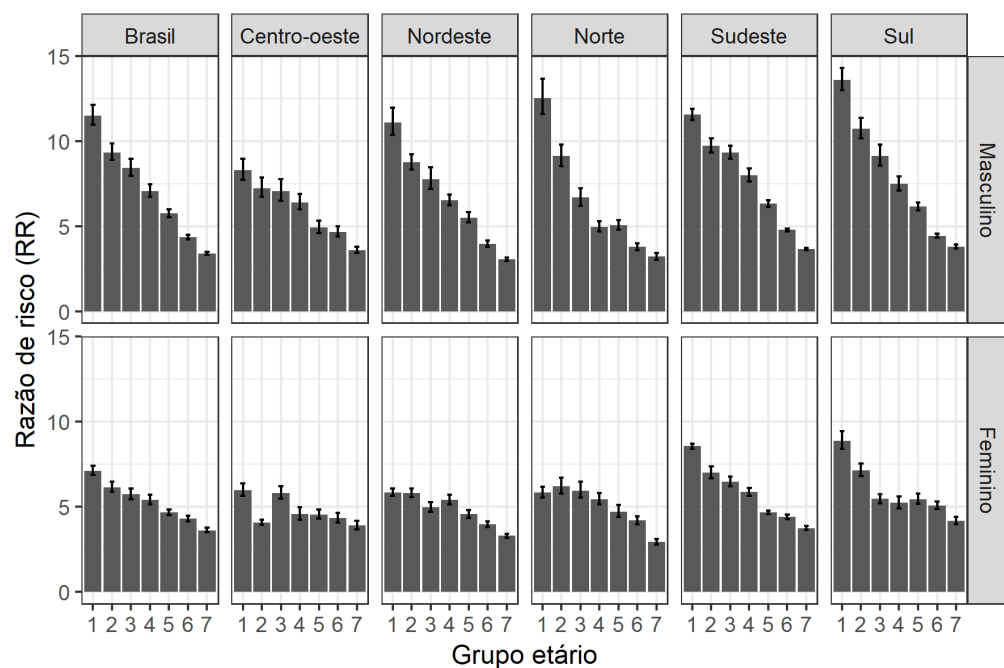 Brasil Centro-oeste Nordeste Norte Sudeste Sul
15
10
5
0
Masculino
15
10
5
0
Feminino
Razão de risco (RR)
1 2 3 4 5 6 7 1 2 3 4 5 6 7 1 2 3 4 5 6 7 1 2 3 4 5 6 7 1 2 3 4 5 6 7 1 2 3 4 5 6 7
Grupo etário